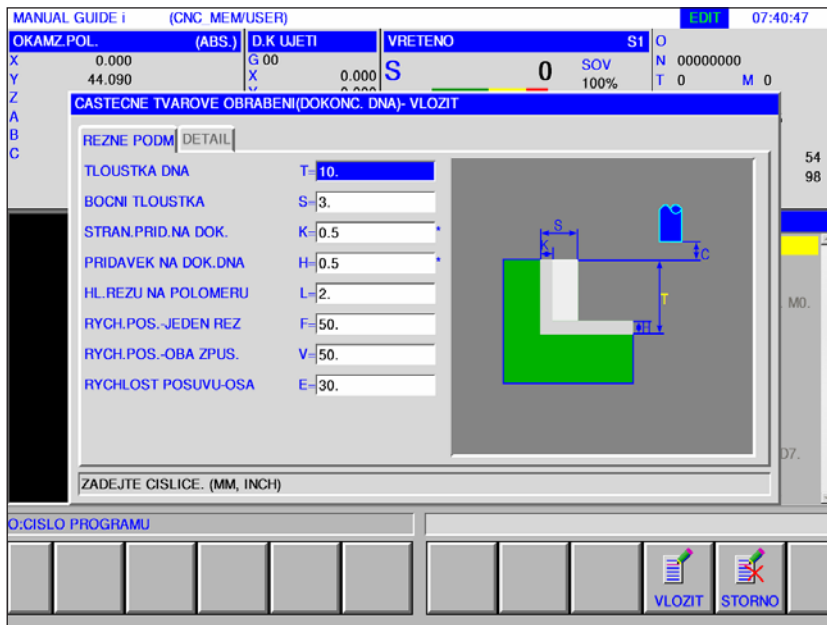 MANUAL GUIDE i (CNC_MEM/USER) EDIT 07:40:47
OKAMZ.POL. (ABS.) D.K UJETI VRETENO S1 O
X 0.000 G 00 N 00000000
Y 44.090 X 0.000 S 0 SOV 100% T 0 M 0
Z
A
B
C
54
98
CASTECNE TVAROVE OBRABENI(DOKONC. DNA)- VLOZIT
REZNE PODM DETAIL
TLOUSTKA DNA T=10.
BOCNI TLOUSTKA S=3.
STRAN.PRID.NA DOK. K=0.5 *
PRIDAVEK NA DOK.DNA H=0.5 *
HL.REZU NA POLOMERU L=2.
RYCH.POS.-JEDEN REZ F=50.
RYCH.POS.-OBA ZPUS. V=50.
RYCHLOST POSUVU-OSA E=30.
S
K
C
T
H
M0.
D7.
ZADEJTE CISLICE. (MM, INCH)
O:CISLO PROGRAMU
VLOZIT STORNO